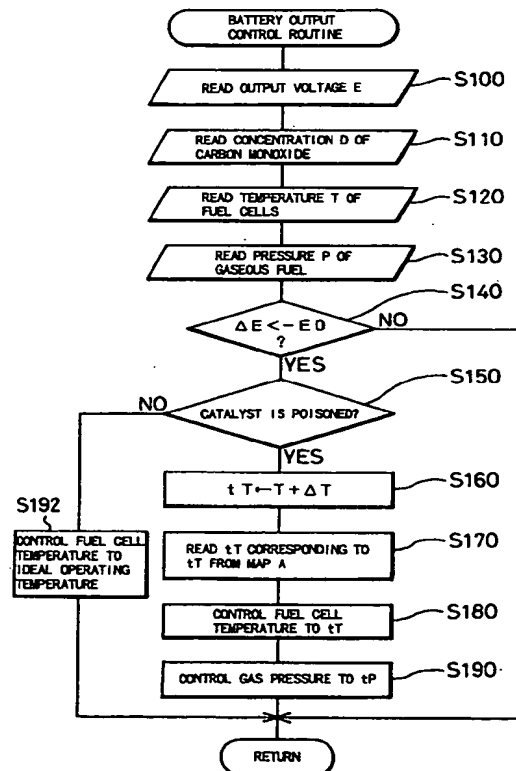 BATTERY OUTPUT
CONTROL ROUTINE
READ OUTPUT VOLTAGE E
S100
READ CONCENTRATION D OF
CARBON MONOXIDE
S110
READ TEMPERATURE T OF
FUEL CELLS
S120
READ PRESSURE P OF
GASEOUS FUEL
S130
S140
ΔE<-E0
?
NO
YES
S150
NO
CATALYST IS POISONED?
YES
S160
tT←T+ΔT
S192
CONTROL FUEL CELL
TEMPERATURE TO
IDEAL OPERATING
TEMPERATURE
S170
READ tT CORRESPONDING TO
tT FROM MAP A
S180
CONTROL FUEL CELL
TEMPERATURE TO tT
S190
CONTROL GAS PRESSURE TO tP
RETURN